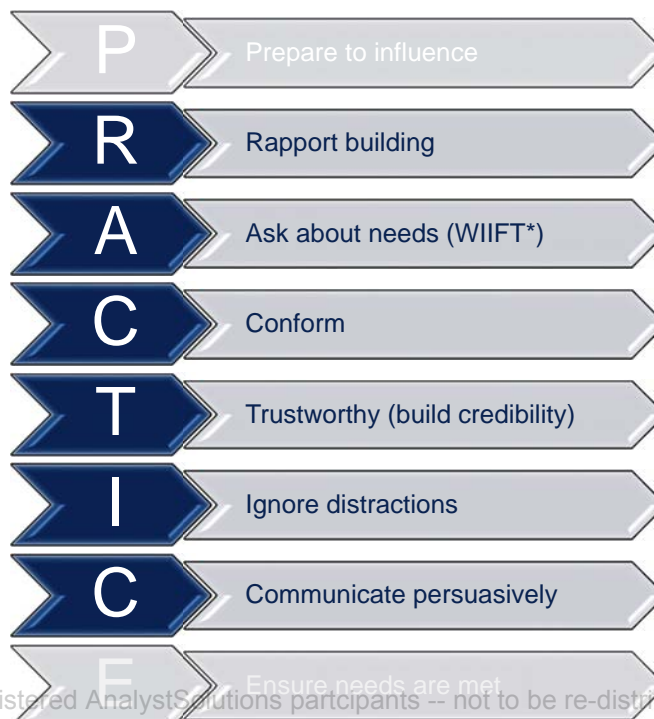 P Prepare to influence
R Rapport building
A Ask about needs (WIIFT*)
C Conform
T Trustworthy (build credibility)
I Ignore distractions
C Communicate persuasively
E Ensure needs are met
istered AnalystSolutions partcipants -- not to be re-distri